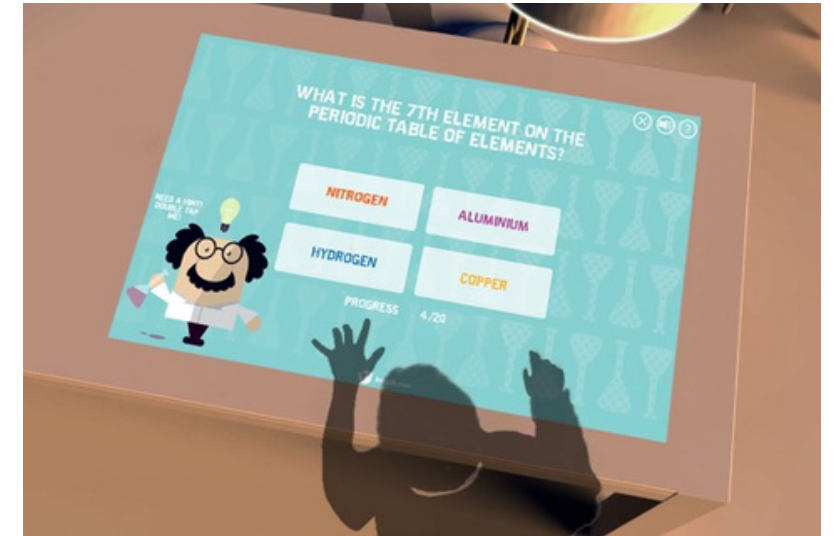 WHAT IS THE 7TH ELEMENT ON THE
PERIODIC TABLE OF ELEMENTS?
NEED A HINT?
DOUBLE TAP
ME!
NITROGEN
ALUMINIUM
HYDROGEN
COPPER
PROGRESS 4/20